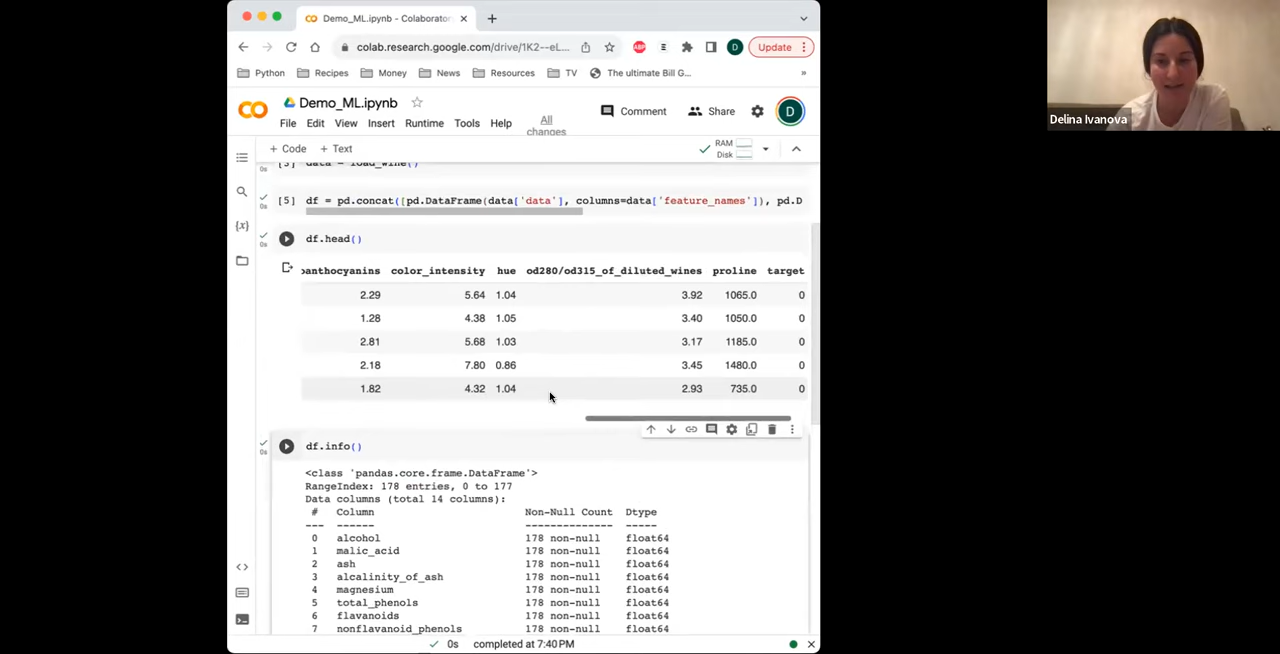 Demo_ML.ipynb - Colaborator
colab.research.google.com/drive/1K2--eL...
ABP
E
D
Update
Python
Recipes
Money
News
Resources
TV
The ultimate Bill G...
»
Demo_ML.ipynb
Comment
Share
D
File Edit View Insert Runtime Tools Help
All changes
+ Code + Text
RAM
Disk
0s
[3] data = load_wine()
0s
[5] df = pd.concat([pd.DataFrame(data['data'], columns=data['feature_names']), pd.D
0s
df.head()
oanthocyanins color_intensity hue od280/od315_of_diluted_wines proline target
2.29 5.64 1.04 3.92 1065.0 0
1.28 4.38 1.05 3.40 1050.0 0
2.81 5.68 1.03 3.17 1185.0 0
2.18 7.80 0.86 3.45 1480.0 0
1.82 4.32 1.04 2.93 735.0 0
0s
df.info()
<class 'pandas.core.frame.DataFrame'>
RangeIndex: 178 entries, 0 to 177
Data columns (total 14 columns):
# Column Non-Null Count Dtype
--- ------ -------------- -----
0 alcohol 178 non-null float64
1 malic_acid 178 non-null float64
2 ash 178 non-null float64
3 alcalinity_of_ash 178 non-null float64
4 magnesium 178 non-null float64
5 total_phenols 178 non-null float64
6 flavanoids 178 non-null float64
7 nonflavanoid_phenols 178 non-null float64
0s completed at 7:40 PM
Delina Ivanova